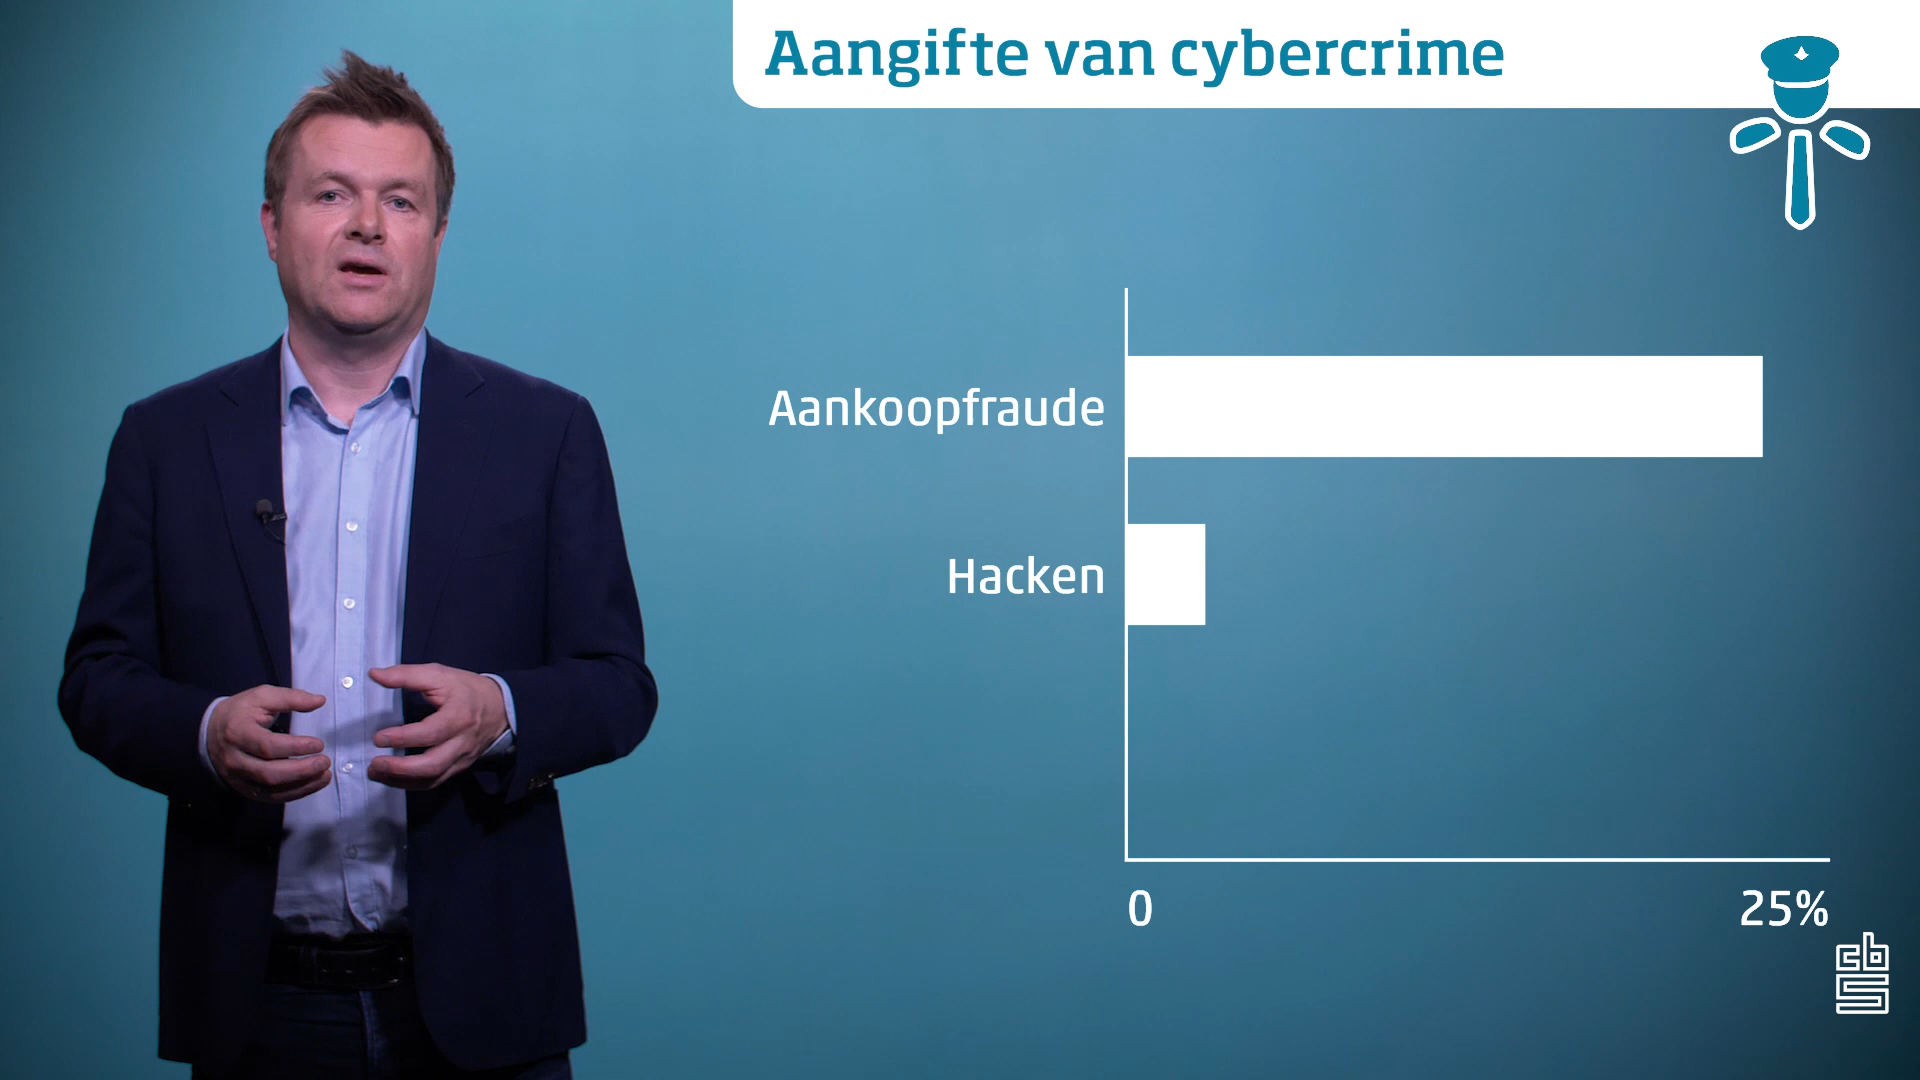 Aangifte van cybercrime
Aankoopfraude
Hacken
0
25%
cbs